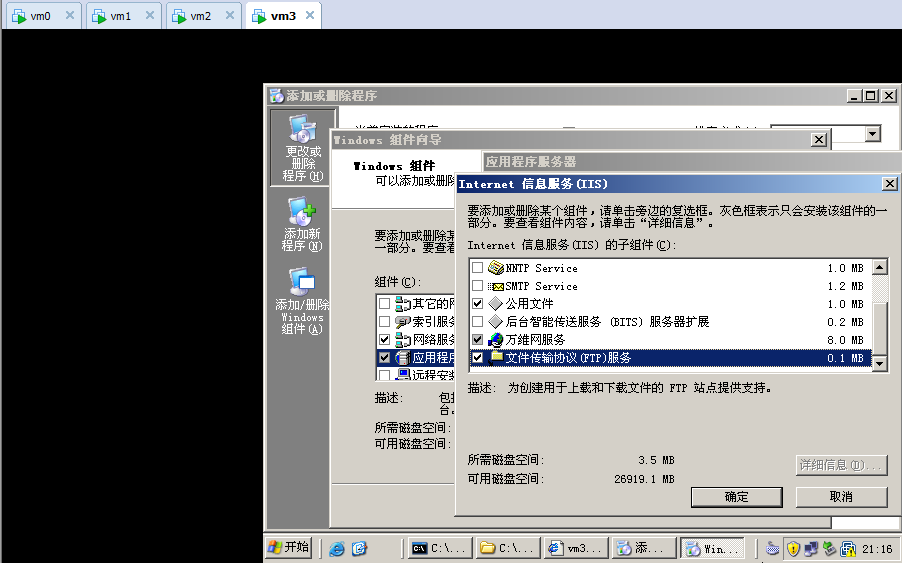 vm0
vm1
vm2
vm3
添加或删除程序
更改或
删除
程序(H)
添加新
程序(N)
添加/删除
Windows
组件(A)
Windows 组件向导
Windows 组件
可以添加或删除
要添加或删除某
一部分。要查看
组件(C):
其它的网
索引服务
网络服务
应用程序
远程安装
描述: 包括
台。
所需磁盘空间:
可用磁盘空间:
应用程序服务器
Internet 信息服务(IIS)
要添加或删除某个组件,请单击旁边的复选框。灰色框表示只会安装该组件的一
部分。要查看组件内容,请单击“详细信息”。
Internet 信息服务(IIS) 的子组件(C):
NNTP Service 1.0 MB
SMTP Service 1.2 MB
公用文件 1.0 MB
后台智能传送服务 (BITS) 服务器扩展 0.2 MB
万维网服务 8.0 MB
文件传输协议(FTP)服务 0.1 MB
描述: 为创建用于上载和下载文件的 FTP 站点提供支持。
所需磁盘空间: 3.5 MB
可用磁盘空间: 26919.1 MB
详细信息(D)...
确定
取消
开始
C:\...
C:\...
vm3...
添...
Win...
21:16